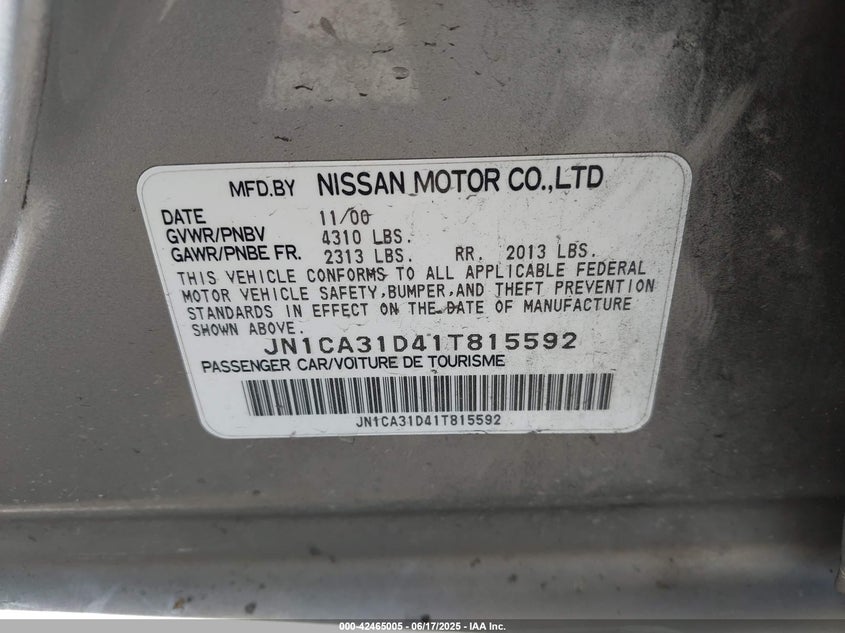 MFD.BY NISSAN MOTOR CO.,LTD
DATE 11/00
GVWR/PNBV 4310 LBS.
GAWR/PNBE FR. 2313 LBS. RR. 2013 LBS.
THIS VEHICLE CONFORMS TO ALL APPLICABLE FEDERAL
MOTOR VEHICLE SAFETY,BUMPER,AND THEFT PREVENTION
STANDARDS IN EFFECT ON THE DATE OF MANUFACTURE
SHOWN ABOVE.
JN1CA31D41T815592
PASSENGER CAR/VOITURE DE TOURISME
JN1CA31D41T815592
000-42465005 - 06/17/2025 - IAA Inc.